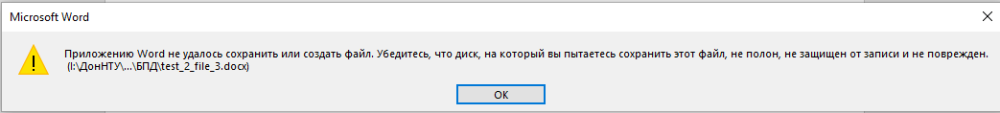 Microsoft Word
Приложению Word не удалось сохранить или создать файл. Убедитесь, что диск, на который вы пытаетесь сохранить этот файл, не полон, не защищен от записи и не поврежден.
(I:\ДонНТУ\...\БПД\test_2_file_3.docx)
OK